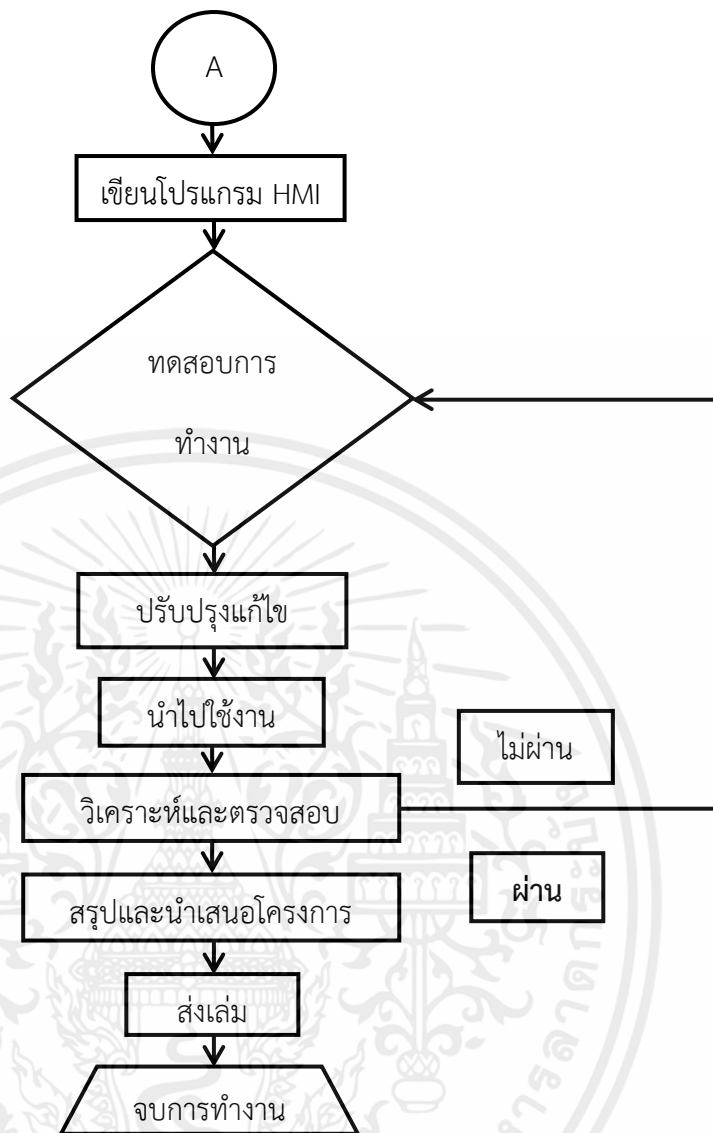 A
เขียนโปรแกรม HMI
ทดสอบการ
ทำงาน
ปรับปรุงแก้ไข
นำไปใช้งาน
ไม่ผ่าน
วิเคราะห์และตรวจสอบ
ผ่าน
สรุปและนำเสนอโครงการ
ส่งเล่ม
จบการทำงาน